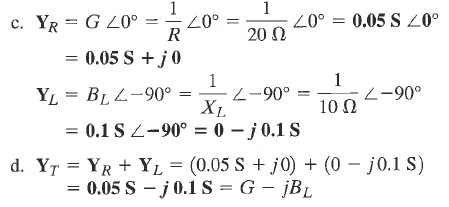 c. Y_R = G ∠0° = 1/R ∠0° = 1/20 Ω ∠0° = 0.05 S ∠0°
= 0.05 S + j 0
Y_L = B_L ∠−90° = 1/X_L ∠−90° = 1/10 Ω ∠−90°
= 0.1 S ∠−90° = 0 − j 0.1 S
d. Y_T = Y_R + Y_L = (0.05 S + j0) + (0 − j0.1 S)
= 0.05 S − j 0.1 S = G − jB_L